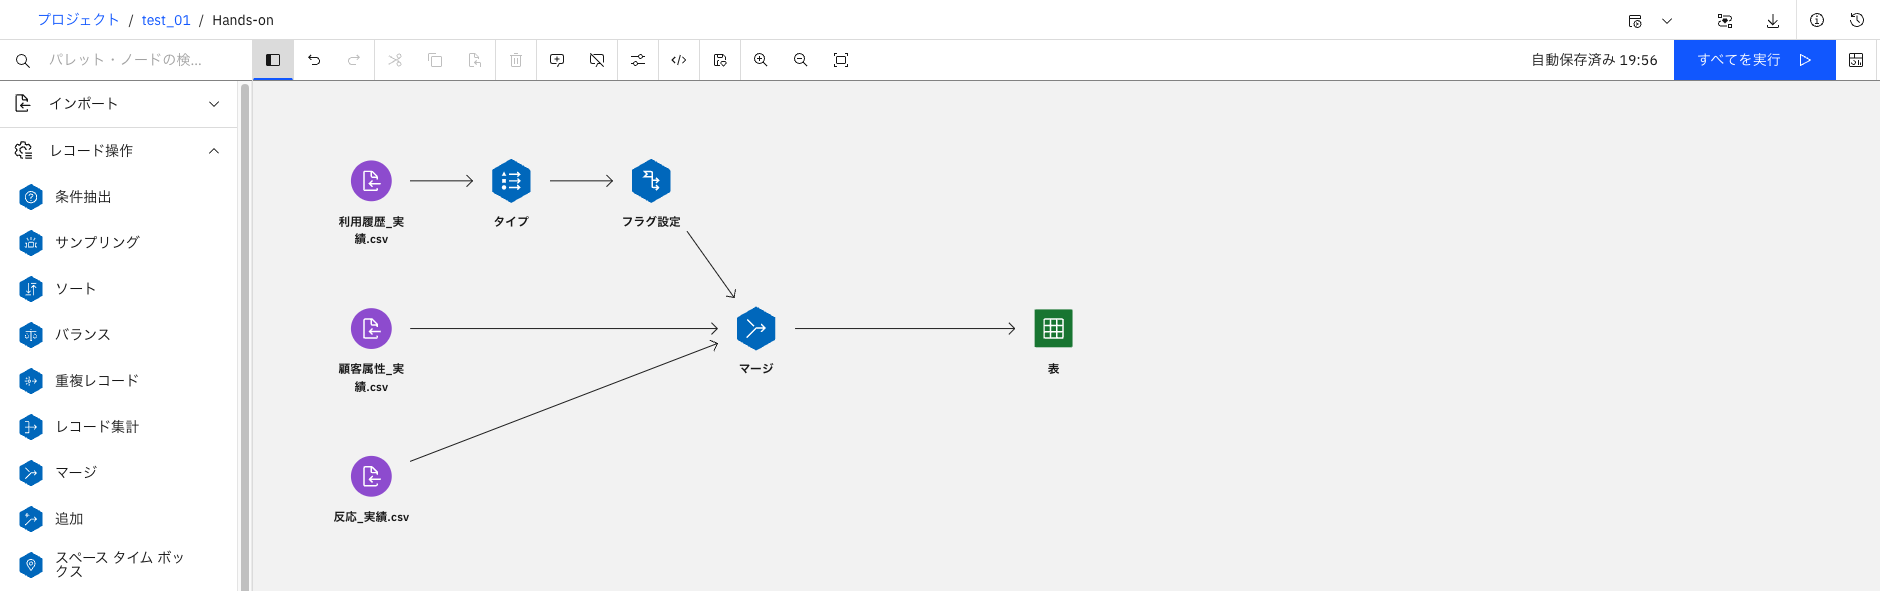 プロジェクト / test_01 / Hands-on
パレット・ノードの検...
自動保存済み 19:56
すべてを実行
インポート
レコード操作
条件抽出
サンプリング
ソート
バランス
重複レコード
レコード集計
マージ
追加
スペース タイム ボッ
クス
利用履歴_実
績.csv
タイプ
フラグ設定
顧客属性_実
績.csv
マージ
表
反応_実績.csv